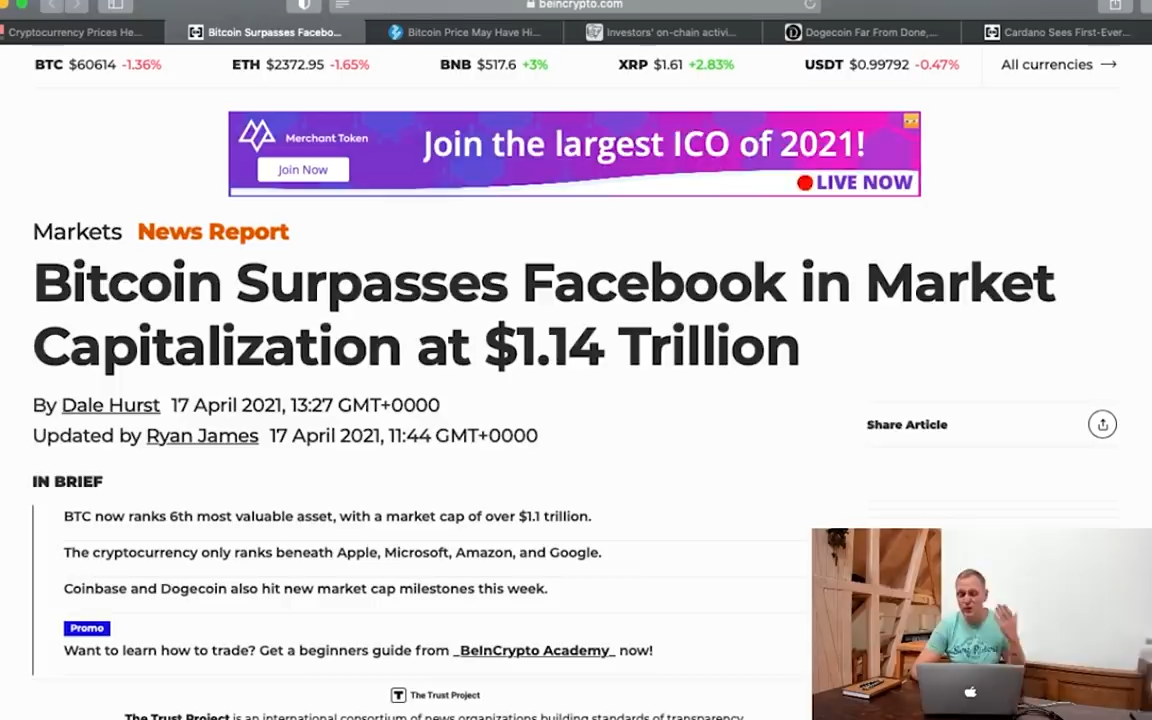 beincrypto.com
Cryptocurrency Prices He...
Bitcoin Surpasses Facebo...
Bitcoin Price May Have Hi...
Investors' on-chain activi...
Dogecoin Far From Done,...
Cardano Sees First-Ever...
BTC $60614 -1.36%
ETH $2372.95 -1.65%
BNB $517.6 +3%
XRP $1.61 +2.83%
USDT $0.99792 -0.47%
All currencies →
Merchant Token
Join Now
Join the largest ICO of 2021!
LIVE NOW
Markets News Report
Bitcoin Surpasses Facebook in Market
Capitalization at $1.14 Trillion
By Dale Hurst 17 April 2021, 13:27 GMT+0000
Updated by Ryan James 17 April 2021, 11:44 GMT+0000
Share Article
IN BRIEF
BTC now ranks 6th most valuable asset, with a market cap of over $1.1 trillion.
The cryptocurrency only ranks beneath Apple, Microsoft, Amazon, and Google.
Coinbase and Dogecoin also hit new market cap milestones this week.
Promo
Want to learn how to trade? Get a beginners guide from _BeInCrypto Academy_ now!
The Trust Project
The Trust Project is an international consortium of news organizations building standards of transparency.